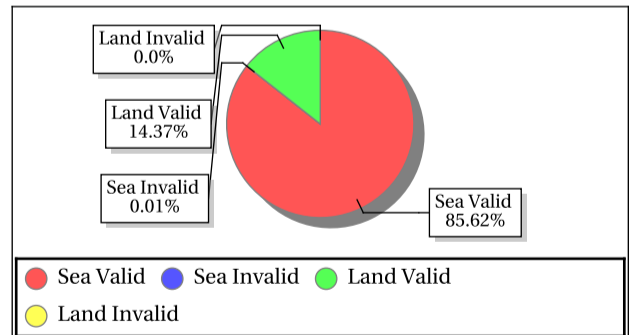 Land Invalid
0.0%
Land Valid
14.37%
Sea Invalid
0.01%
Sea Valid
85.62%
Sea Valid Sea Invalid Land Valid
Land Invalid